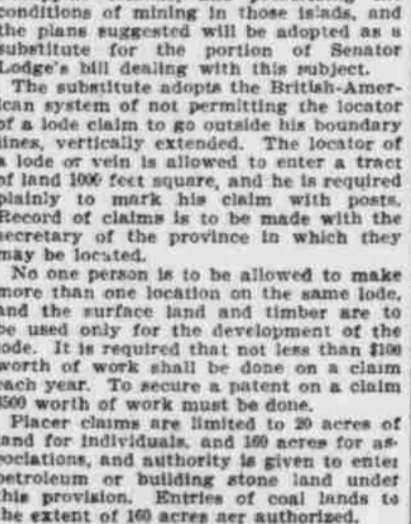 conditions of mining in those islads, and
the plans suggested will be adopted as a
substitute for the portion of Senator
Lodge's bill dealing with this subject.
The substitute adopts the British-Amer-
ican system of not permitting the locator
of a lode claim to go outside his boundary
lines, vertically extended. The locator of
a lode or vein is allowed to enter a tract
of land 1000 feet square, and he is required
plainly to mark his claim with posts.
Record of claims is to be made with the
secretary of the province in which they
may be located.
No one person is to be allowed to make
more than one location on the same lode,
and the surface land and timber are to
be used only for the development of the
lode. It is required that not less than $100
worth of work shall be done on a claim
each year. To secure a patent on a claim
$500 worth of work must be done.
Placer claims are limited to 20 acres of
land for individuals, and 160 acres for as-
sociations, and authority is given to enter
petroleum or building stone land under
this provision. Entries of coal lands to
the extent of 160 acres aer authorized.